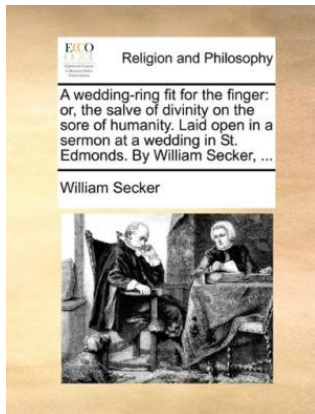 ECCO
Religion and Philosophy
A wedding-ring fit for the finger:
or, the salve of divinity on the
sore of humanity. Laid open in a
sermon at a wedding in St.
Edmonds. By William Secker, ...
William Secker